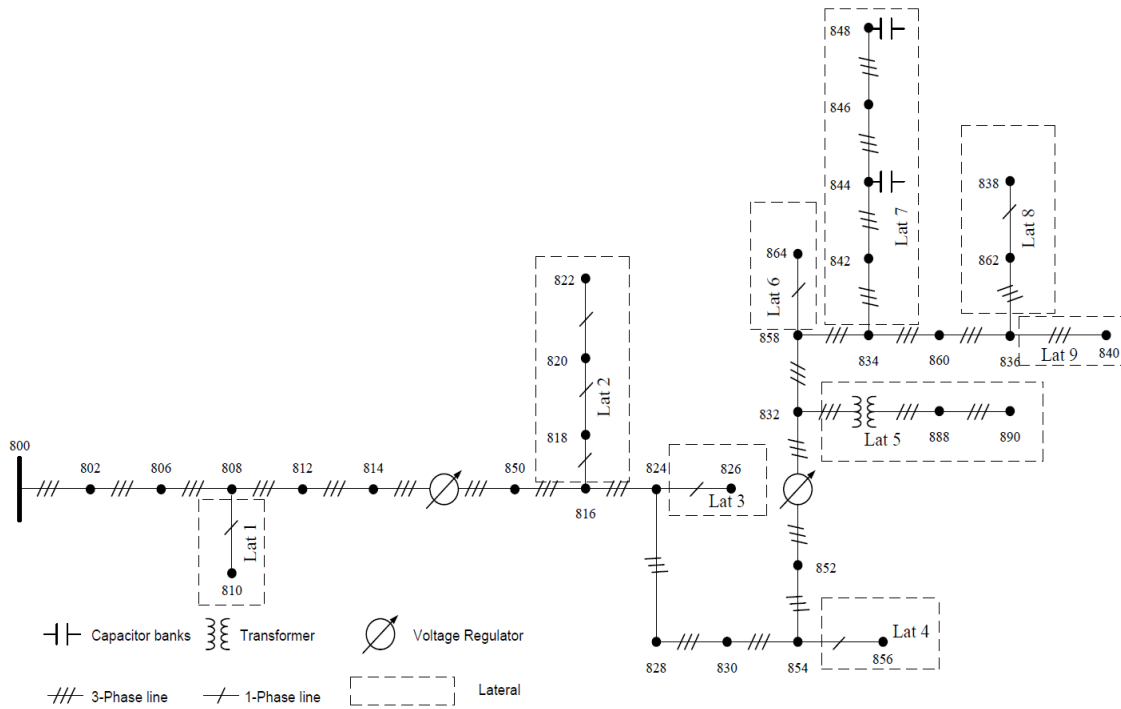 848
846
844
Lat 7
842
838
Lat 8
862
864
Lat 6
858
834
860
836
Lat 9
840
822
820
Lat 2
818
832
Lat 5
888
890
800
802
806
808
812
814
850
816
824
826
Lat 3
Lat 1
810
852
828
830
854
Lat 4
856
Capacitor banks
Transformer
Voltage Regulator
3-Phase line
1-Phase line
Lateral